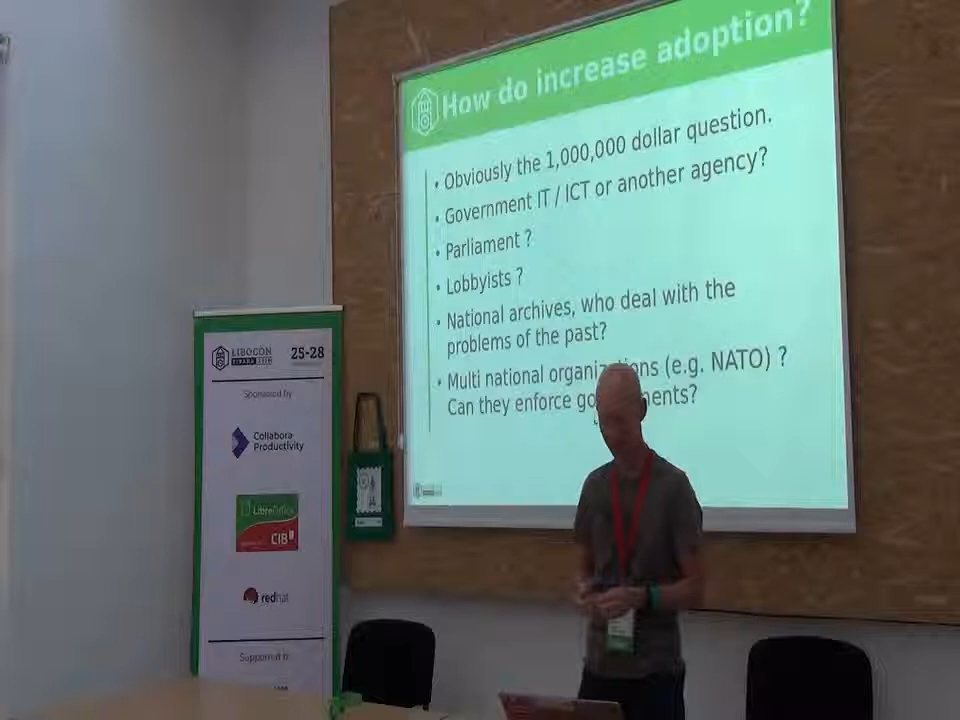 How do increase adoption?
• Obviously the 1,000,000 dollar question.
• Government IT / ICT or another agency?
• Parliament ?
• Lobbyists ?
• National archives, who deal with the
problems of the past?
• Multi national organizations (e.g. NATO) ?
Can they enforce go ents?
LIBOCON
25-28
Sponsored by
Collabora
Productivity
LibreOffice
CIB
redhat
Supported b